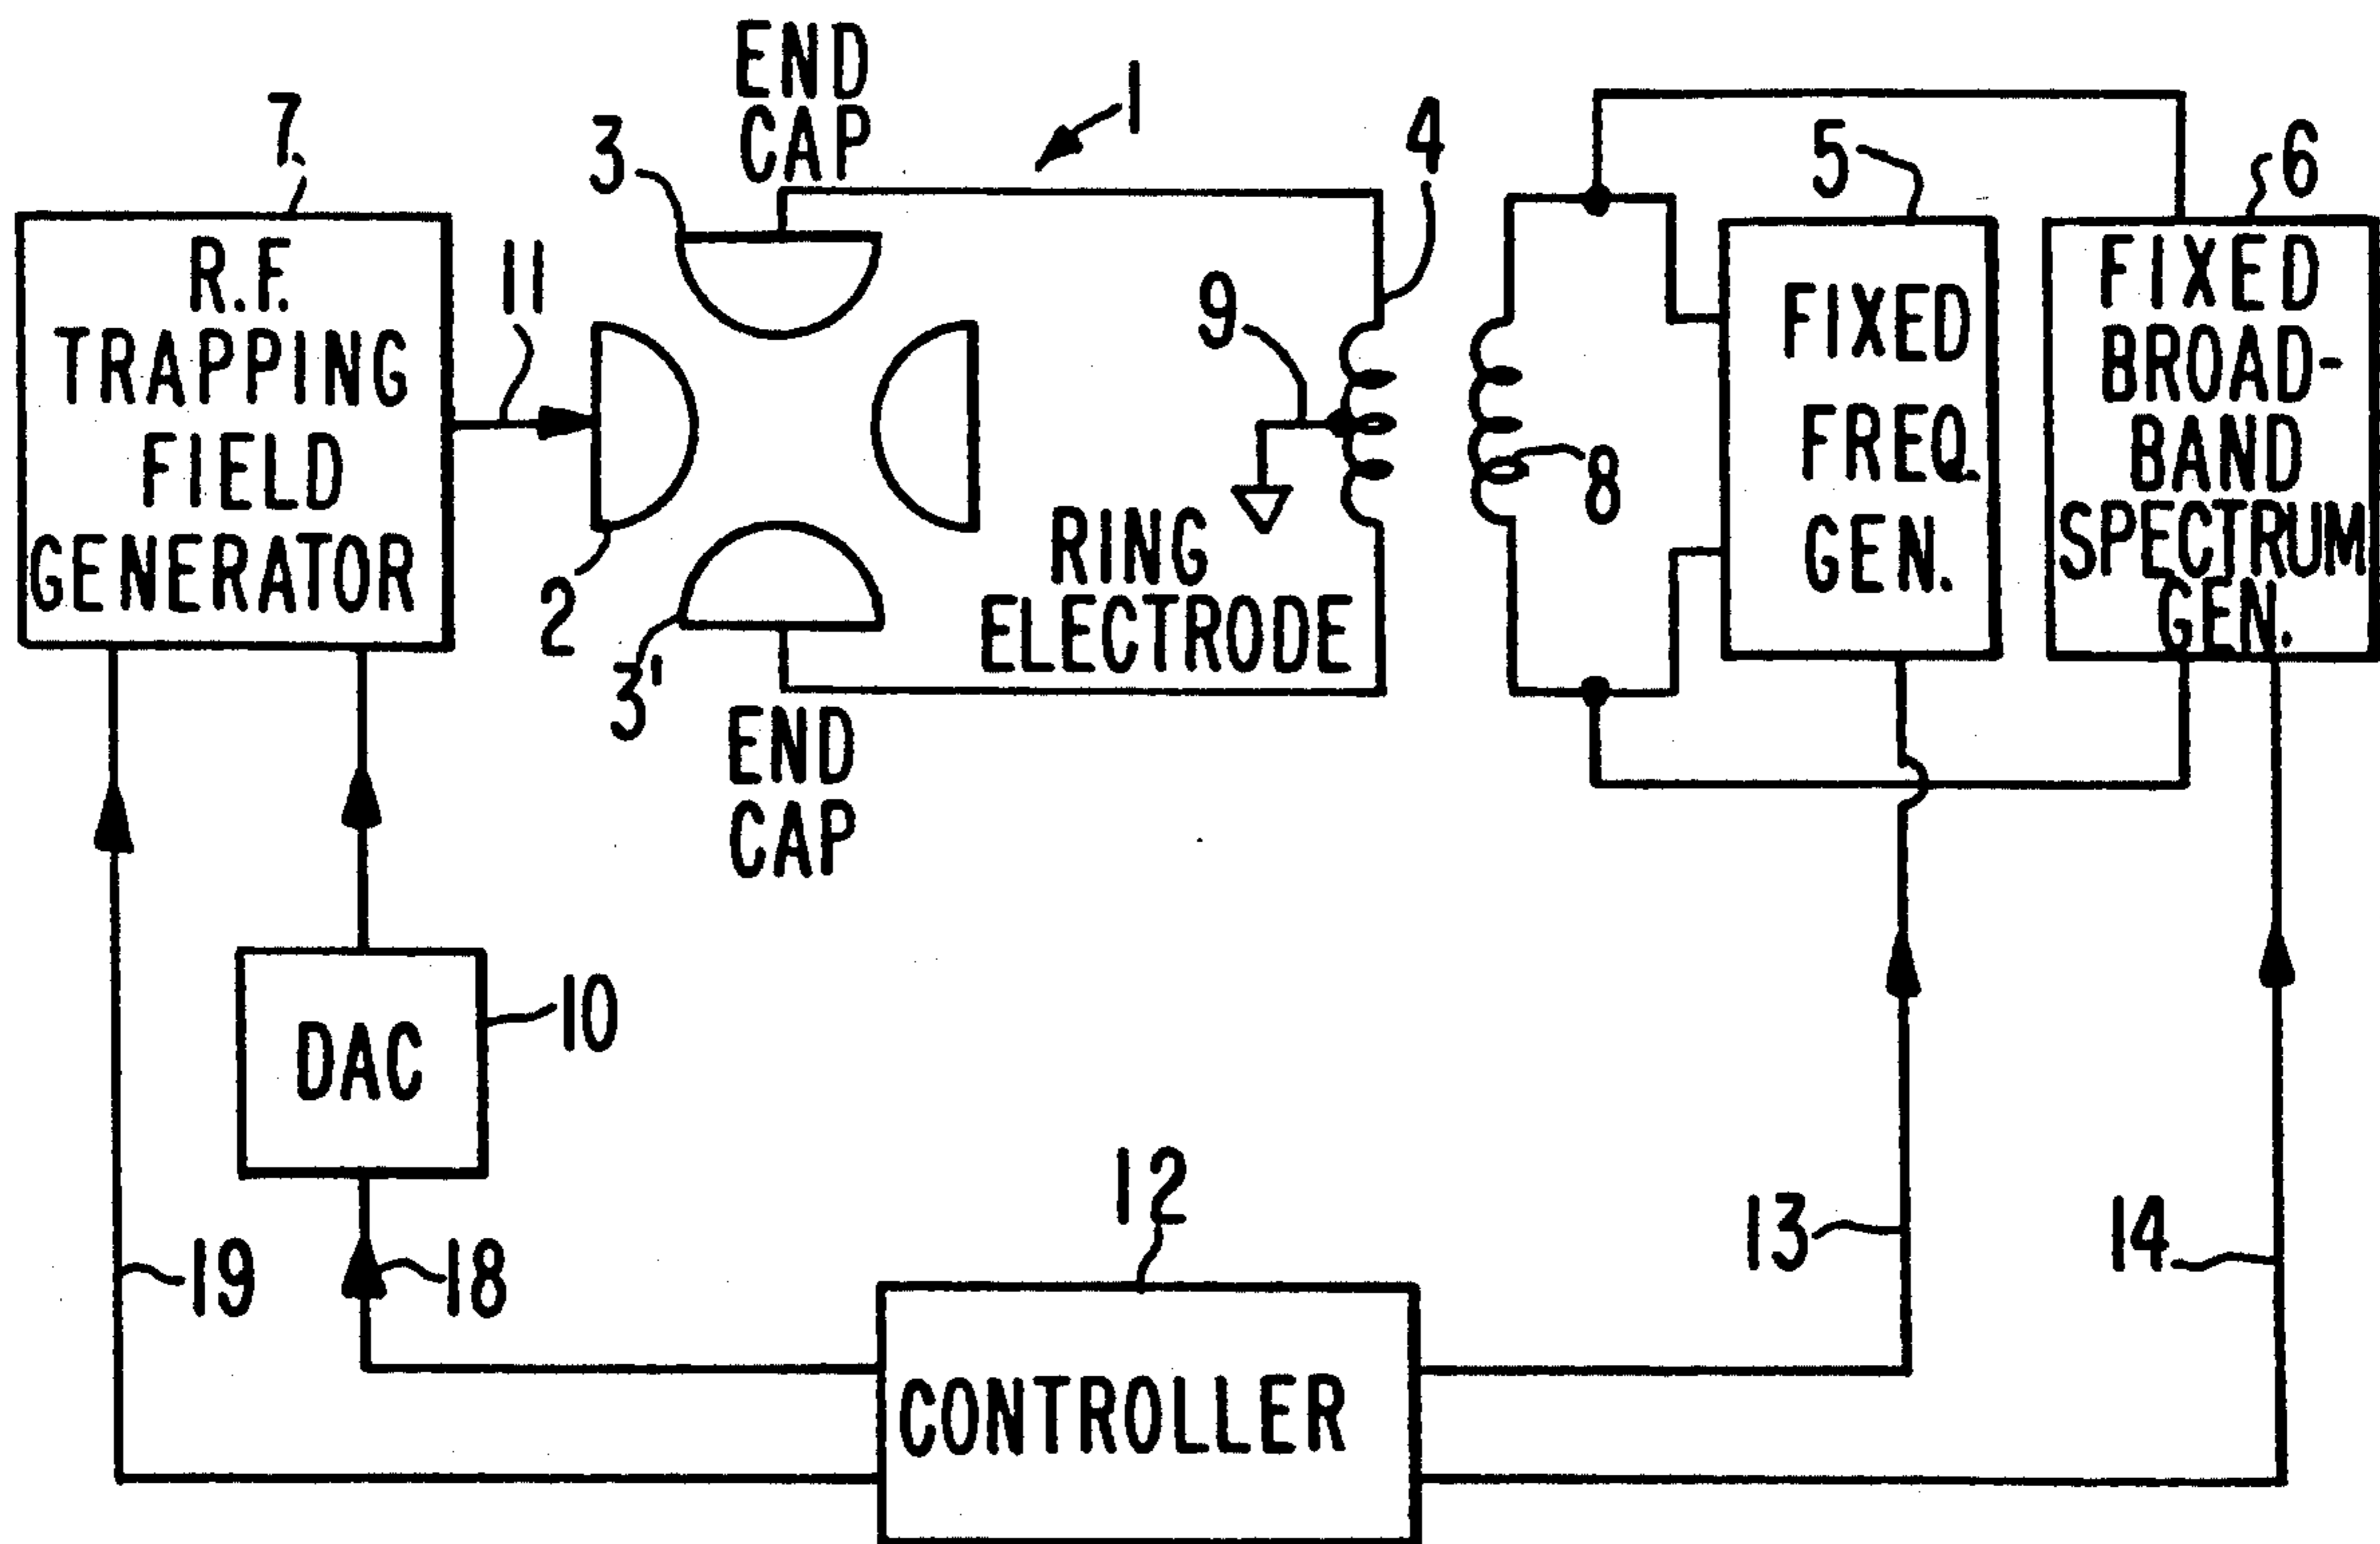 END
CAP
1
7
3
4
5
6
R.F.
TRAPPING
FIELD
GENERATOR
11
9
FIXED
FREQ.
GEN.
FIXED
BROAD-
BAND
SPECTRUM
GEN.
8
2
RING
ELECTRODE
3'
END
CAP
DAC
10
12
13
14
19
18
CONTROLLER